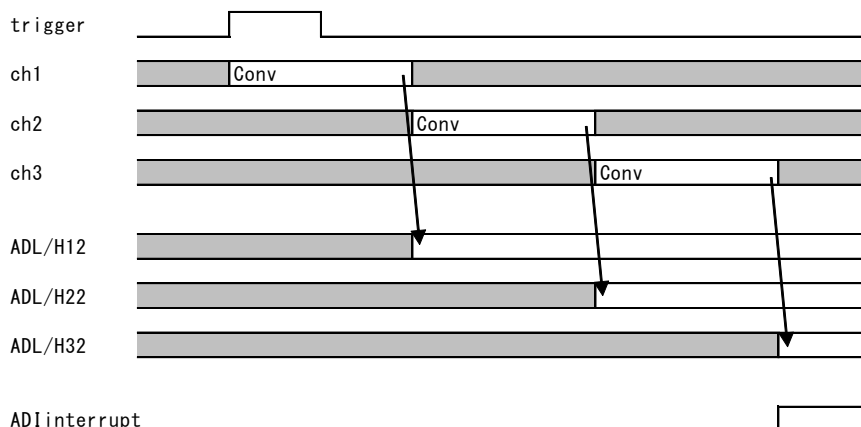 trigger
ch1 Conv
ch2 Conv
ch3 Conv
ADL/H12
ADL/H22
ADL/H32
ADIinterrupt